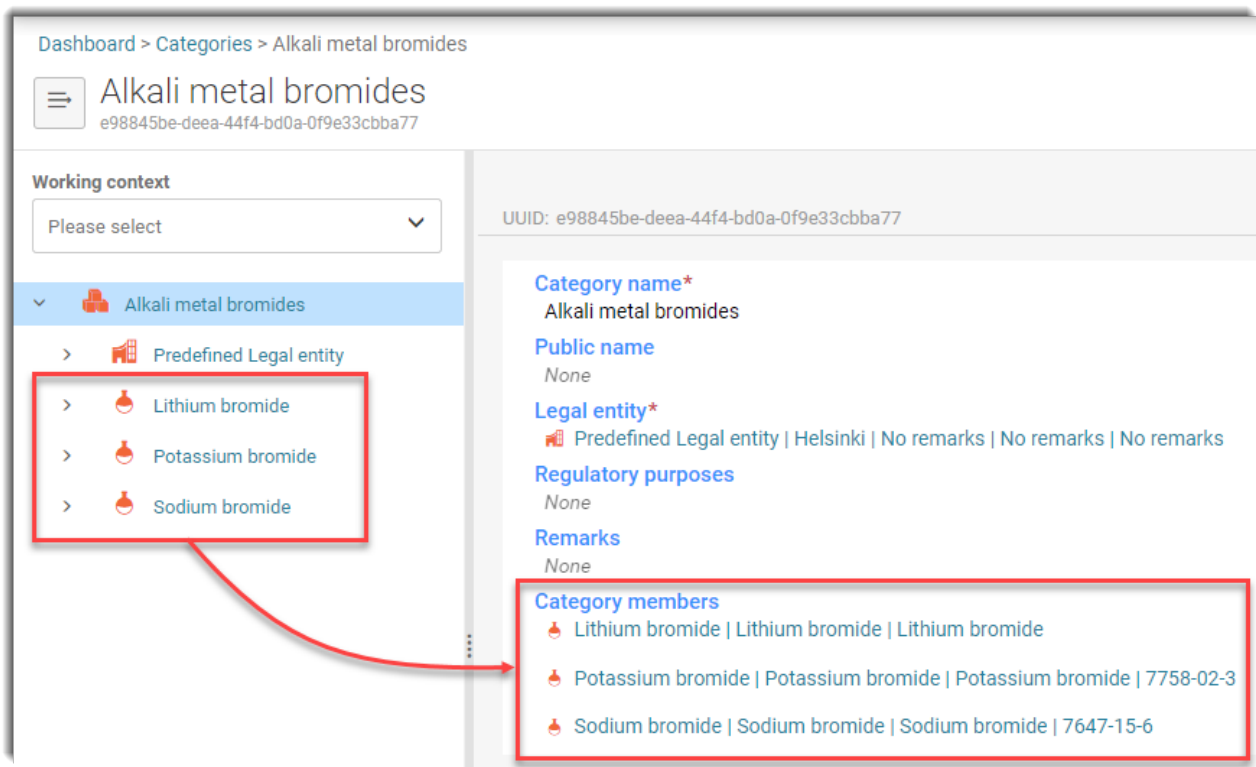 Dashboard > Categories > Alkali metal bromides
Alkali metal bromides
e98845be-deea-44f4-bd0a-0f9e33cbba77
Working context
Please select
Alkali metal bromides
Predefined Legal entity
Lithium bromide
Potassium bromide
Sodium bromide
UUID: e98845be-deea-44f4-bd0a-0f9e33cbba77
Category name*
Alkali metal bromides
Public name
None
Legal entity*
Predefined Legal entity | Helsinki | No remarks | No remarks | No remarks
Regulatory purposes
None
Remarks
None
Category members
Lithium bromide | Lithium bromide | Lithium bromide
Potassium bromide | Potassium bromide | Potassium bromide | 7758-02-3
Sodium bromide | Sodium bromide | Sodium bromide | 7647-15-6